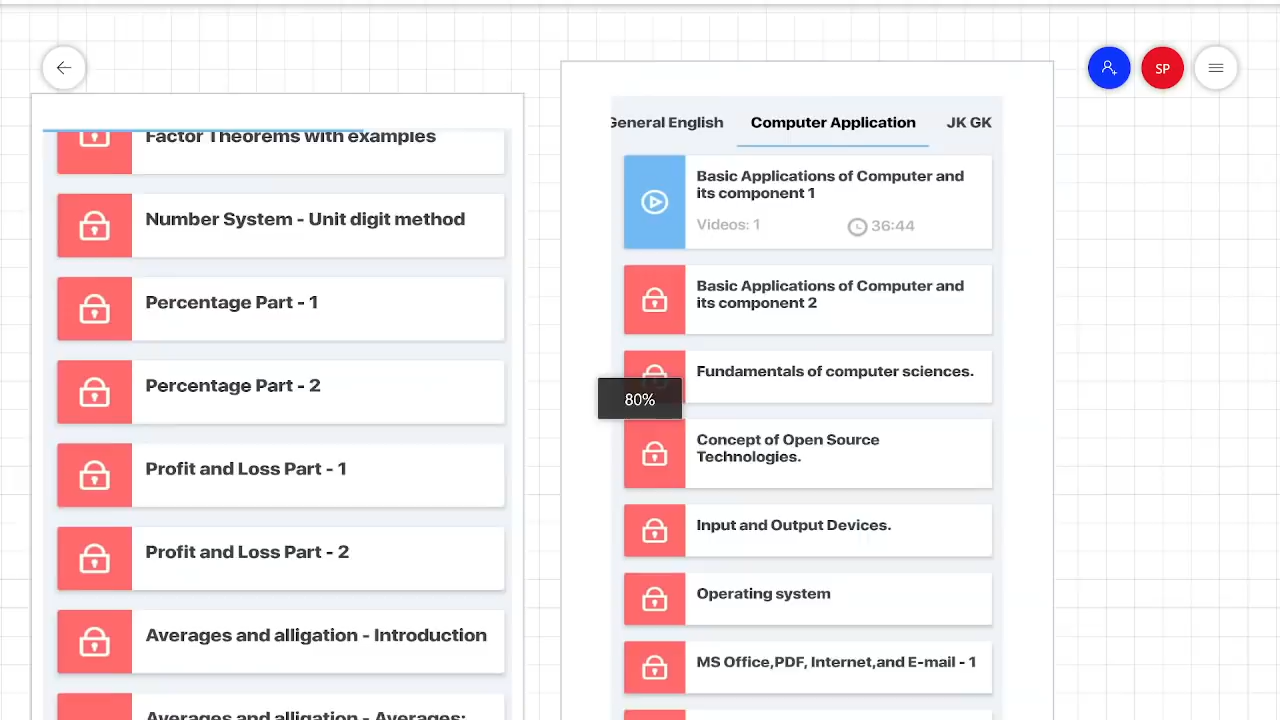 SP
Factor Theorems with examples
Number System - Unit digit method
Percentage Part - 1
Percentage Part - 2
Profit and Loss Part - 1
Profit and Loss Part - 2
Averages and alligation - Introduction
Averages and alligation - Averages:
General English
Computer Application
JK GK
Basic Applications of Computer and
its component 1
Videos: 1
36:44
Basic Applications of Computer and
its component 2
Fundamentals of computer sciences.
80%
Concept of Open Source
Technologies.
Input and Output Devices.
Operating system
MS Office,PDF, Internet,and E-mail - 1